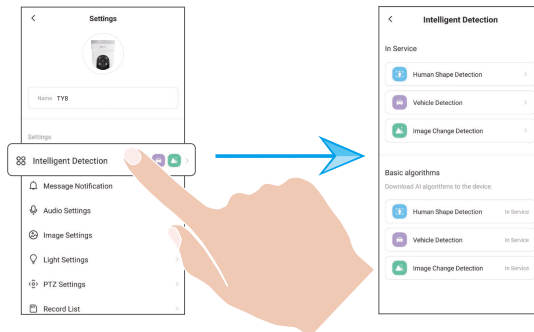 Settings
Name TYB
Settings
Intelligent Detection
Message Notification
Audio Settings
Image Settings
Light Settings
PTZ Settings
Record List
Intelligent Detection
In Service
Human Shape Detection
Vehicle Detection
Image Change Detection
Basic algorithms
Download AI algorithms to the device.
Human Shape Detection In Service
Vehicle Detection In Service
Image Change Detection In Service